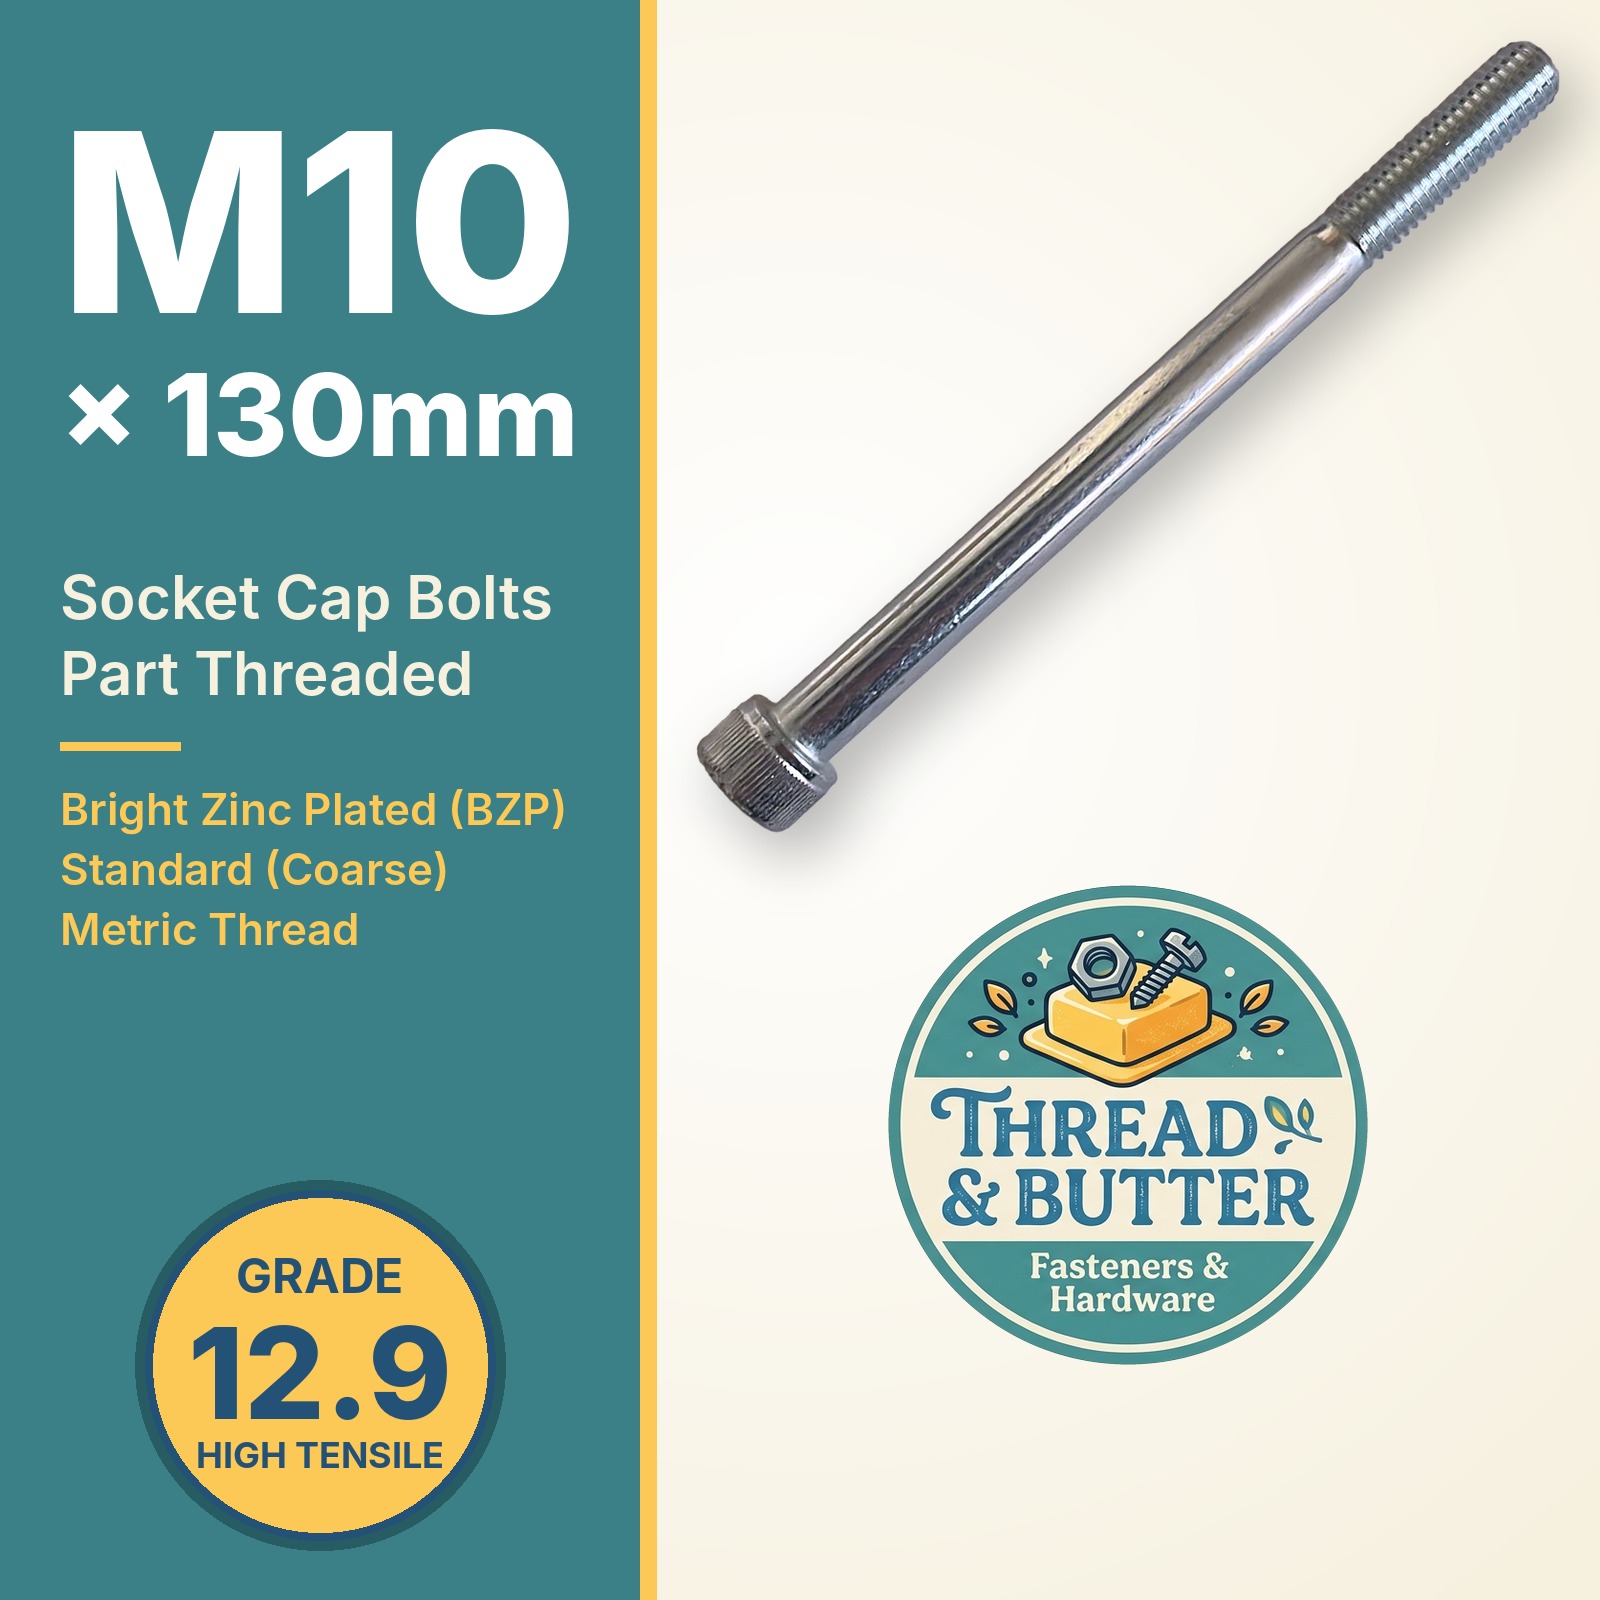 M10
× 130mm
Socket Cap Bolts
Part Threaded
Bright Zinc Plated (BZP)
Standard (Coarse)
Metric Thread
GRADE
12.9
HIGH TENSILE
THREAD
& BUTTER
Fasteners &
Hardware